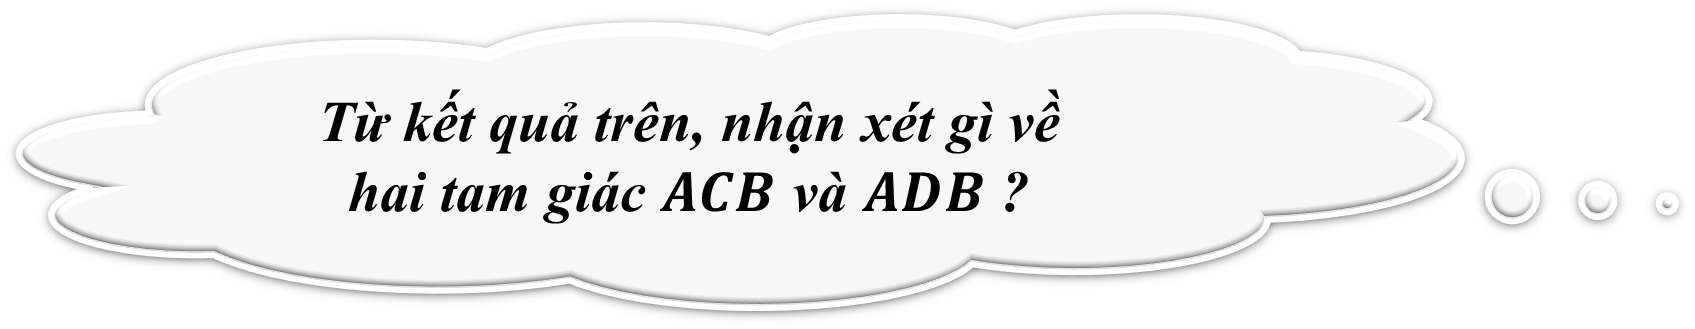 Từ kết quả trên, nhận xét gì về
hai tam giác ACB và ADB ?